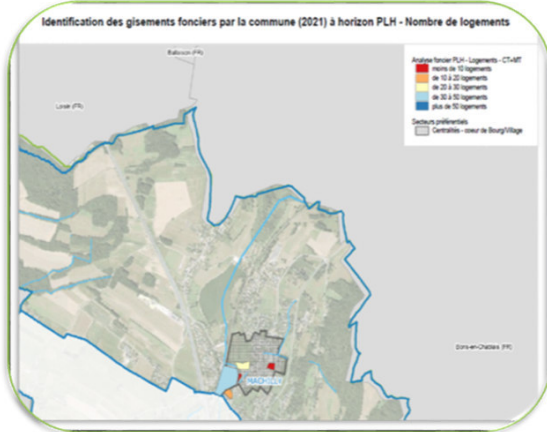 Identification des gisements fonciers par la commune (2021) à horizon PLH - Nombre de logements
Ballaison (FR)
Analyse foncier PLH - Logements - CT+MT
moins de 10 logements
de 10 à 20 logements
de 20 à 30 logements
de 30 à 50 logements
plus de 50 logements
Secteurs préférentiels
Centralités - coeur de Bourg/Village
Loisin (FR)
Bons-en-Chablais (FR)
MACHILLY